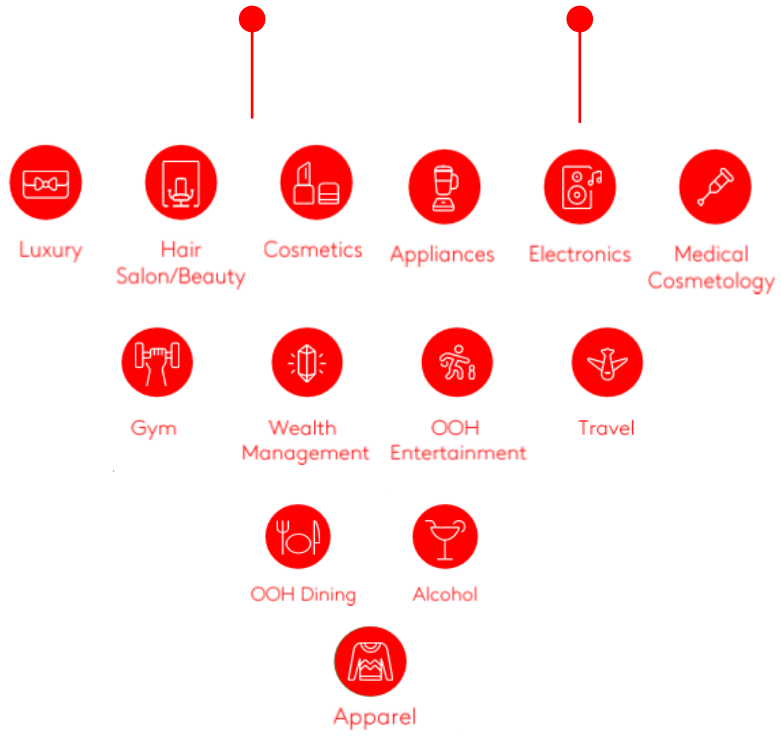 Luxury
Hair
Salon/Beauty
Cosmetics
Appliances
Electronics
Medical
Cosmetology
Gym
Wealth
Management
OOH
Entertainment
Travel
OOH Dining
Alcohol
Apparel